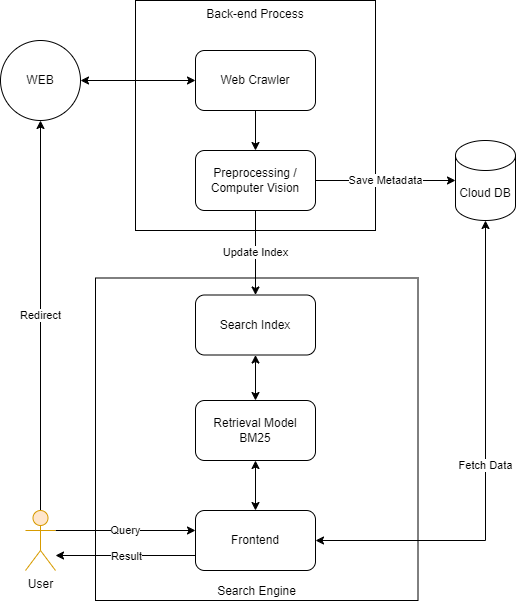 Back-end Process
WEB
Web Crawler
Preprocessing /
Computer Vision
Save Metadata
Cloud DB
Update Index
Redirect
Search Index
Retrieval Model
BM25
Fetch Data
Query
Frontend
Result
User
Search Engine